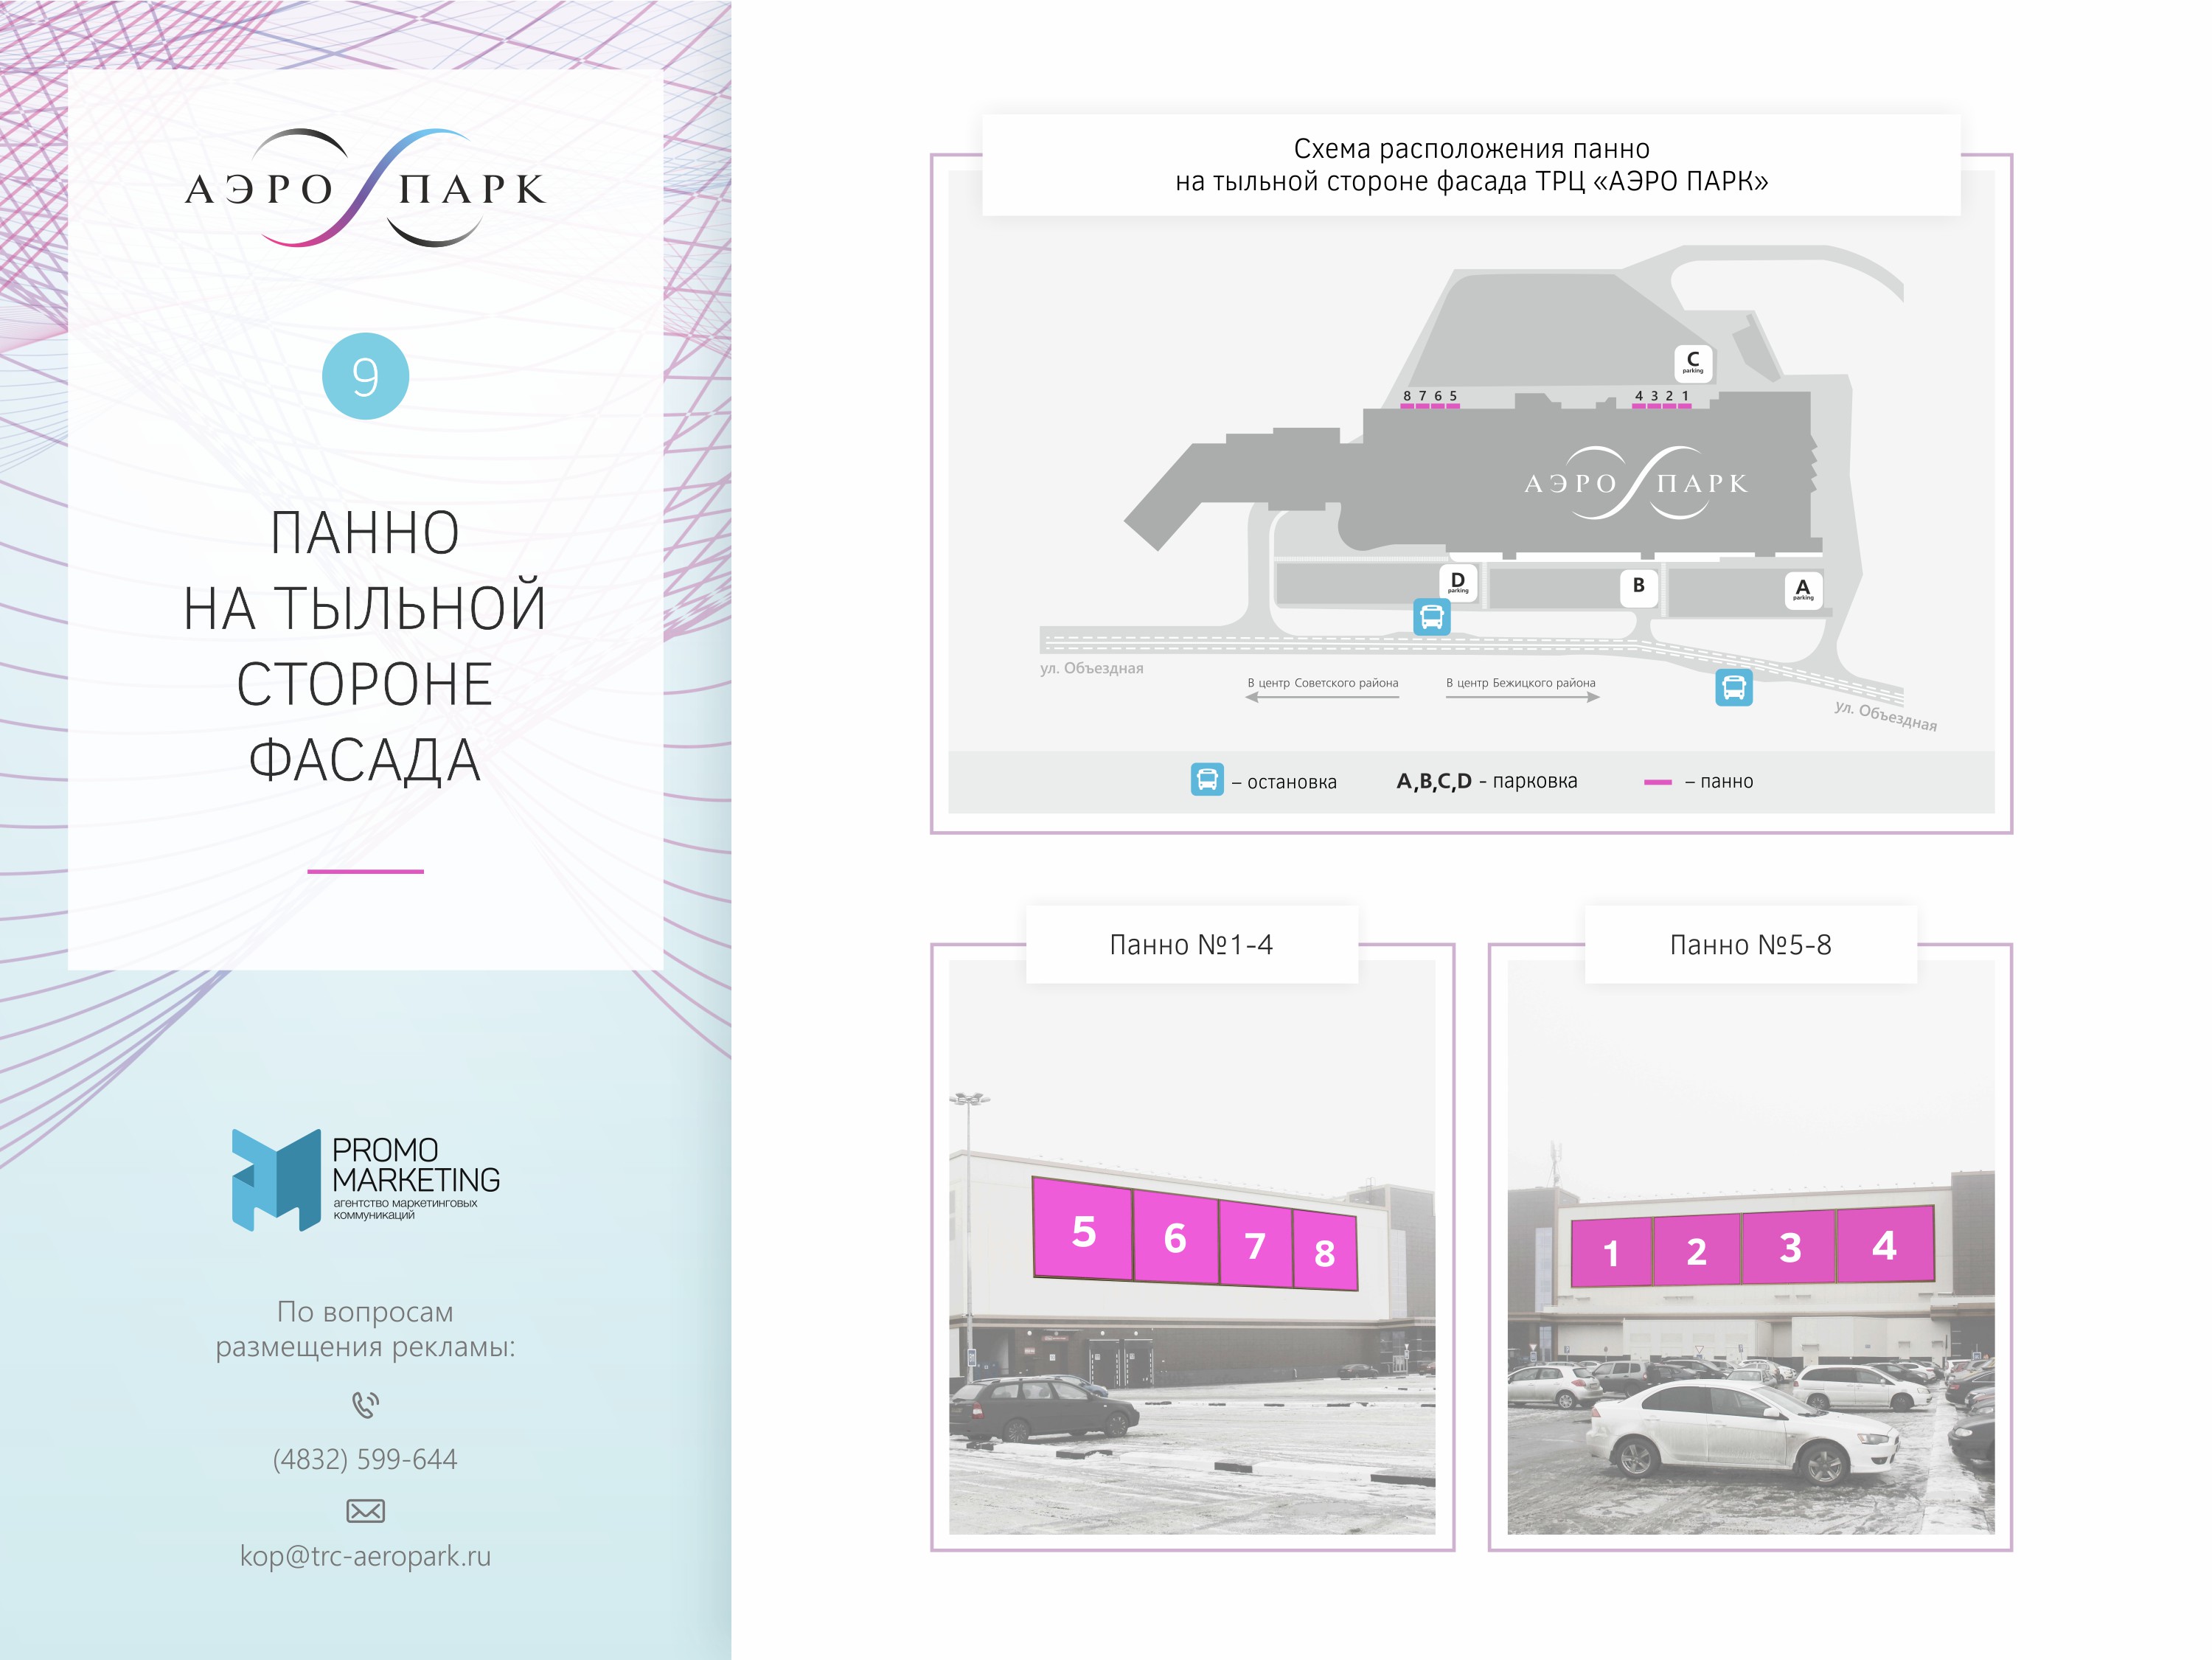 АЭРО ПАРК
9
ПАННО
НА ТЫЛЬНОЙ
СТОРОНЕ
ФАСАДА
PROMO
MARKETING
агентство маркетинговых
коммуникаций
По вопросам
размещения рекламы:
(4832) 599-644
kop@trc-aeropark.ru
Схема расположения панно
на тыльной стороне фасада ТРЦ «АЭРО ПАРК»
C
parking
8 7 6 5
4 3 2 1
АЭРО ПАРК
D
parking
B
A
parking
ул. Объездная
В центр Советского района
В центр Бежицкого района
ул. Объездная
– остановка
A,B,C,D - парковка
– панно
Панно №1-4
5 6 7 8
Панно №5-8
1 2 3 4